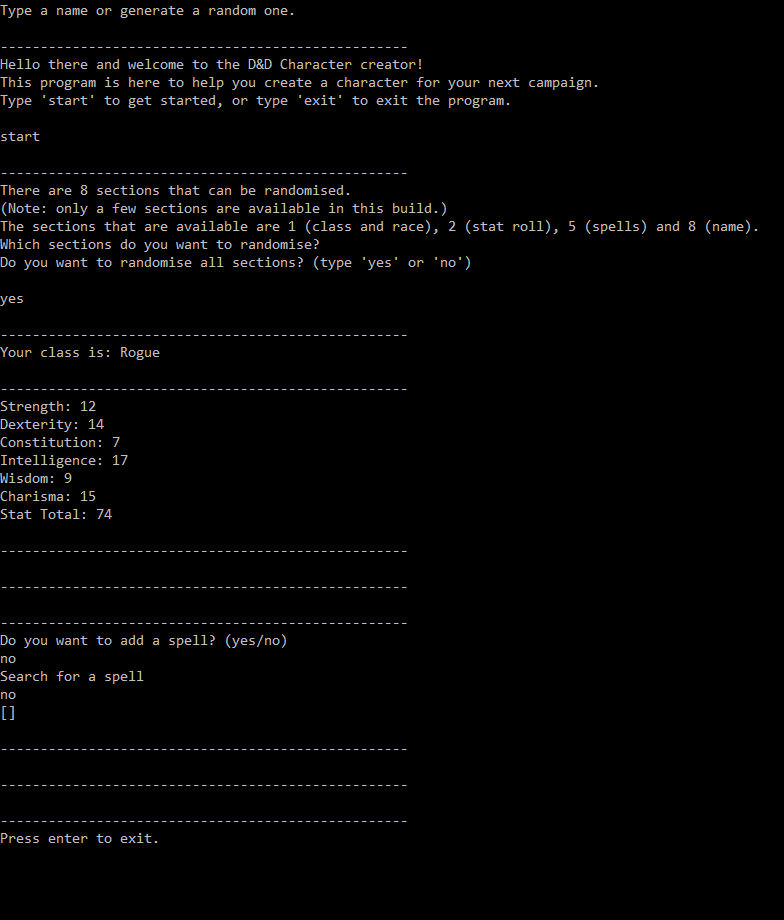 Type a name or generate a random one.
---------------------------------------------------
Hello there and welcome to the D&D Character creator!
This program is here to help you create a character for your next campaign.
Type 'start' to get started, or type 'exit' to exit the program.
start
---------------------------------------------------
There are 8 sections that can be randomised.
(Note: only a few sections are available in this build.)
The sections that are available are 1 (class and race), 2 (stat roll), 5 (spells) and 8 (name).
Which sections do you want to randomise?
Do you want to randomise all sections? (type 'yes' or 'no')
yes
---------------------------------------------------
Your class is: Rogue
---------------------------------------------------
Strength: 12
Dexterity: 14
Constitution: 7
Intelligence: 17
Wisdom: 9
Charisma: 15
Stat Total: 74
---------------------------------------------------
---------------------------------------------------
---------------------------------------------------
Do you want to add a spell? (yes/no)
no
Search for a spell
no
[]
---------------------------------------------------
---------------------------------------------------
---------------------------------------------------
Press enter to exit.